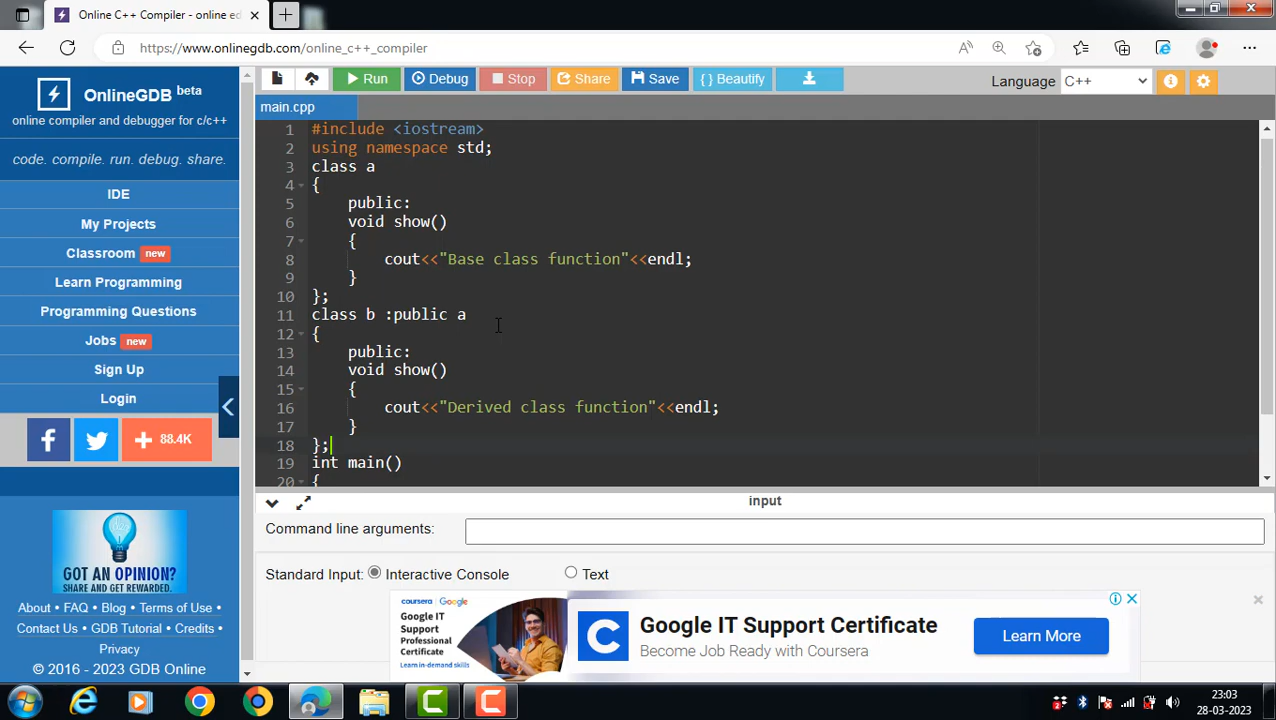 Online C++ Compiler - online ed
https://www.onlinegdb.com/online_c++_compiler
OnlineGDB beta
online compiler and debugger for c/c++
code. compile. run. debug. share.
IDE
My Projects
Classroom new
Learn Programming
Programming Questions
Jobs new
Sign Up
Login
88.4K
GOT AN OPINION?
SHARE AND GET REWARDED.
About • FAQ • Blog • Terms of Use •
Contact Us • GDB Tutorial • Credits •
Privacy
© 2016 - 2023 GDB Online
Run
Debug
Stop
Share
Save
{ } Beautify
Language C++
main.cpp
1 #include <iostream>
2 using namespace std;
3 class a
4 {
5 public:
6 void show()
7 {
8 cout<<"Base class function"<<endl;
9 }
10 };
11 class b :public a
12 {
13 public:
14 void show()
15 {
16 cout<<"Derived class function"<<endl;
17 }
18 };
19 int main()
20 {
input
Command line arguments:
Standard Input: Interactive Console Text
coursera Google
Google IT
Support
Professional
Certificate
Learn in-demand skills
Google IT Support Certificate
Become Job Ready with Coursera
Learn More
23:03
28-03-2023